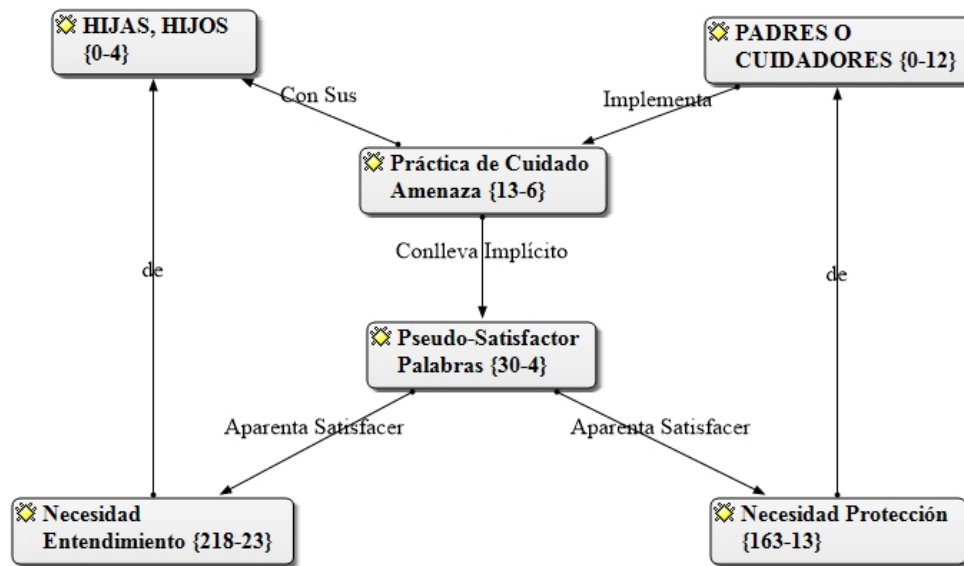 HIJAS, HIJOS
{0-4}
PADRES O
CUIDADORES {0-12}
Con Sus
Implementa
Práctica de Cuidado
Amenaza {13-6}
Conlleva Implícito
de
de
Pseudo-Satisfactor
Palabras {30-4}
Aparenta Satisfacer
Aparenta Satisfacer
Necesidad
Entendimiento {218-23}
Necesidad Protección
{163-13}